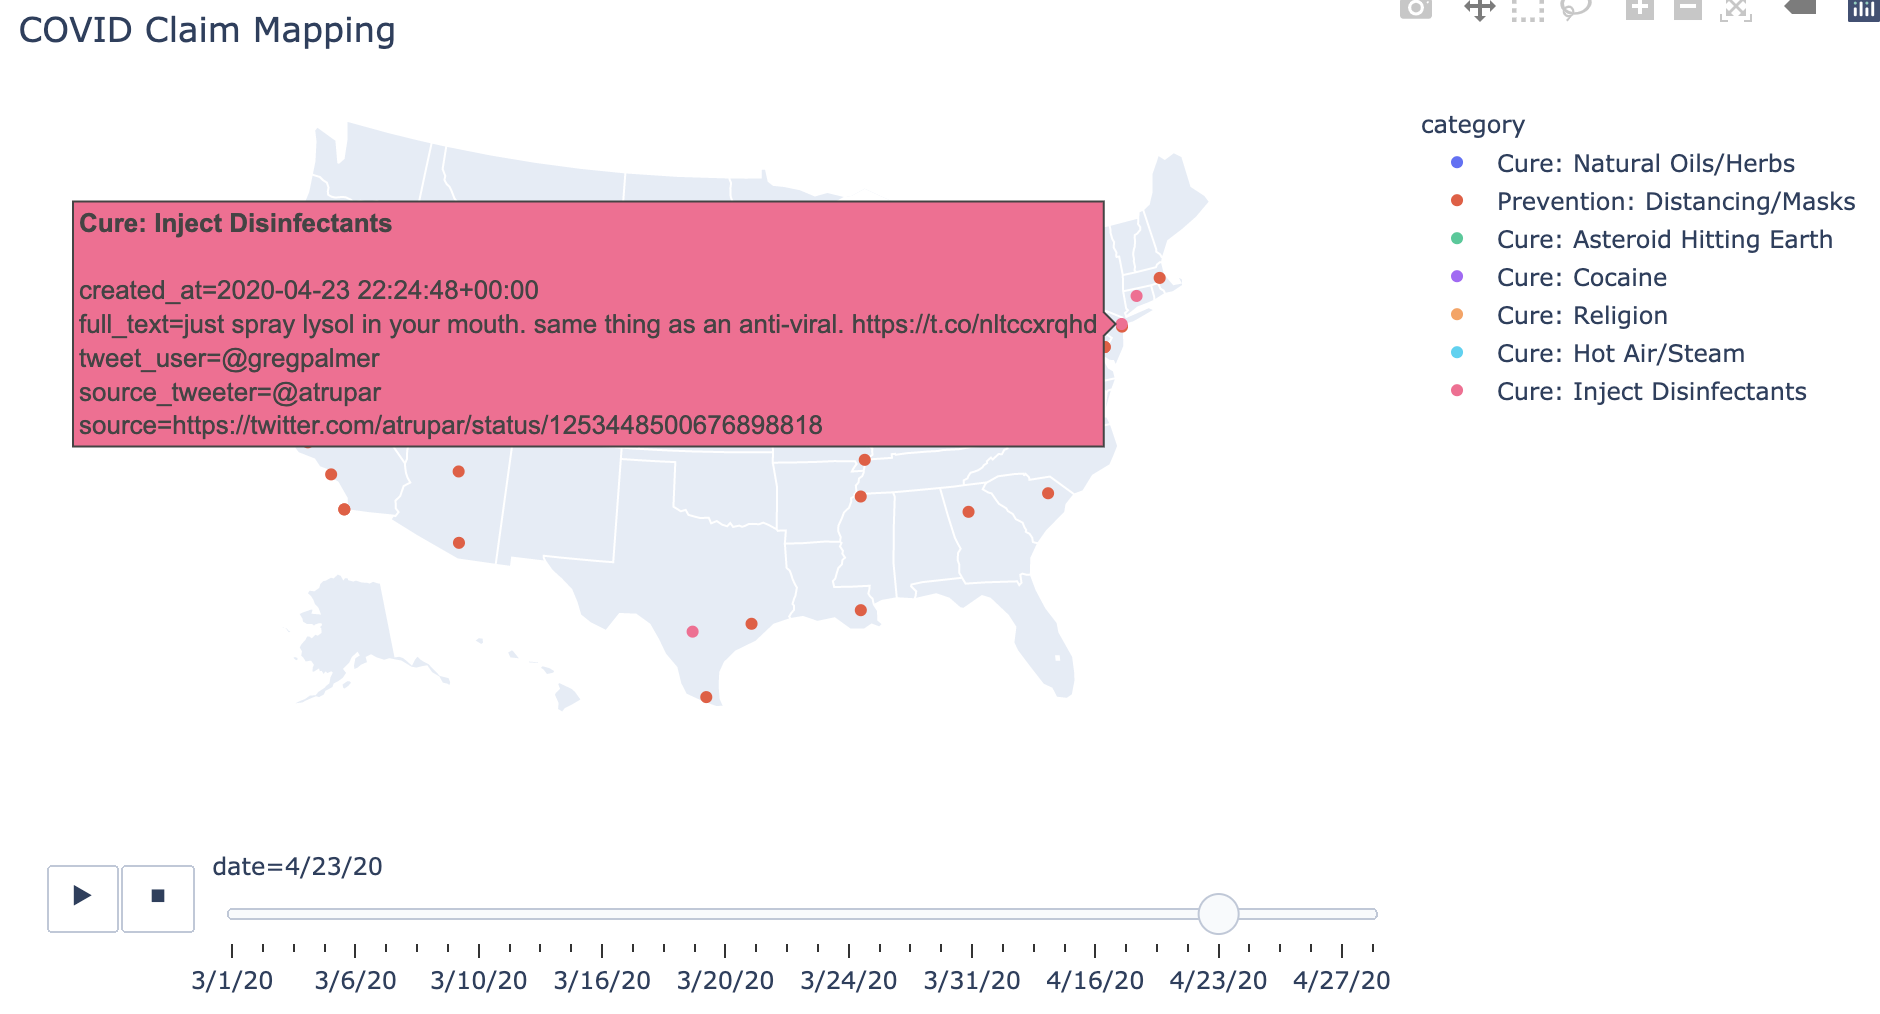 COVID Claim Mapping
category
Cure: Natural Oils/Herbs
Prevention: Distancing/Masks
Cure: Asteroid Hitting Earth
Cure: Cocaine
Cure: Religion
Cure: Hot Air/Steam
Cure: Inject Disinfectants
Cure: Inject Disinfectants
created_at=2020-04-23 22:24:48+00:00
full_text=just spray lysol in your mouth. same thing as an anti-viral. https://t.co/nltccxrqhd
tweet_user=@gregpalmer
source_tweeter=@atrupar
source=https://twitter.com/atrupar/status/1253448500676898818
date=4/23/20
3/1/20 3/6/20 3/10/20 3/16/20 3/20/20 3/24/20 3/31/20 4/16/20 4/23/20 4/27/20